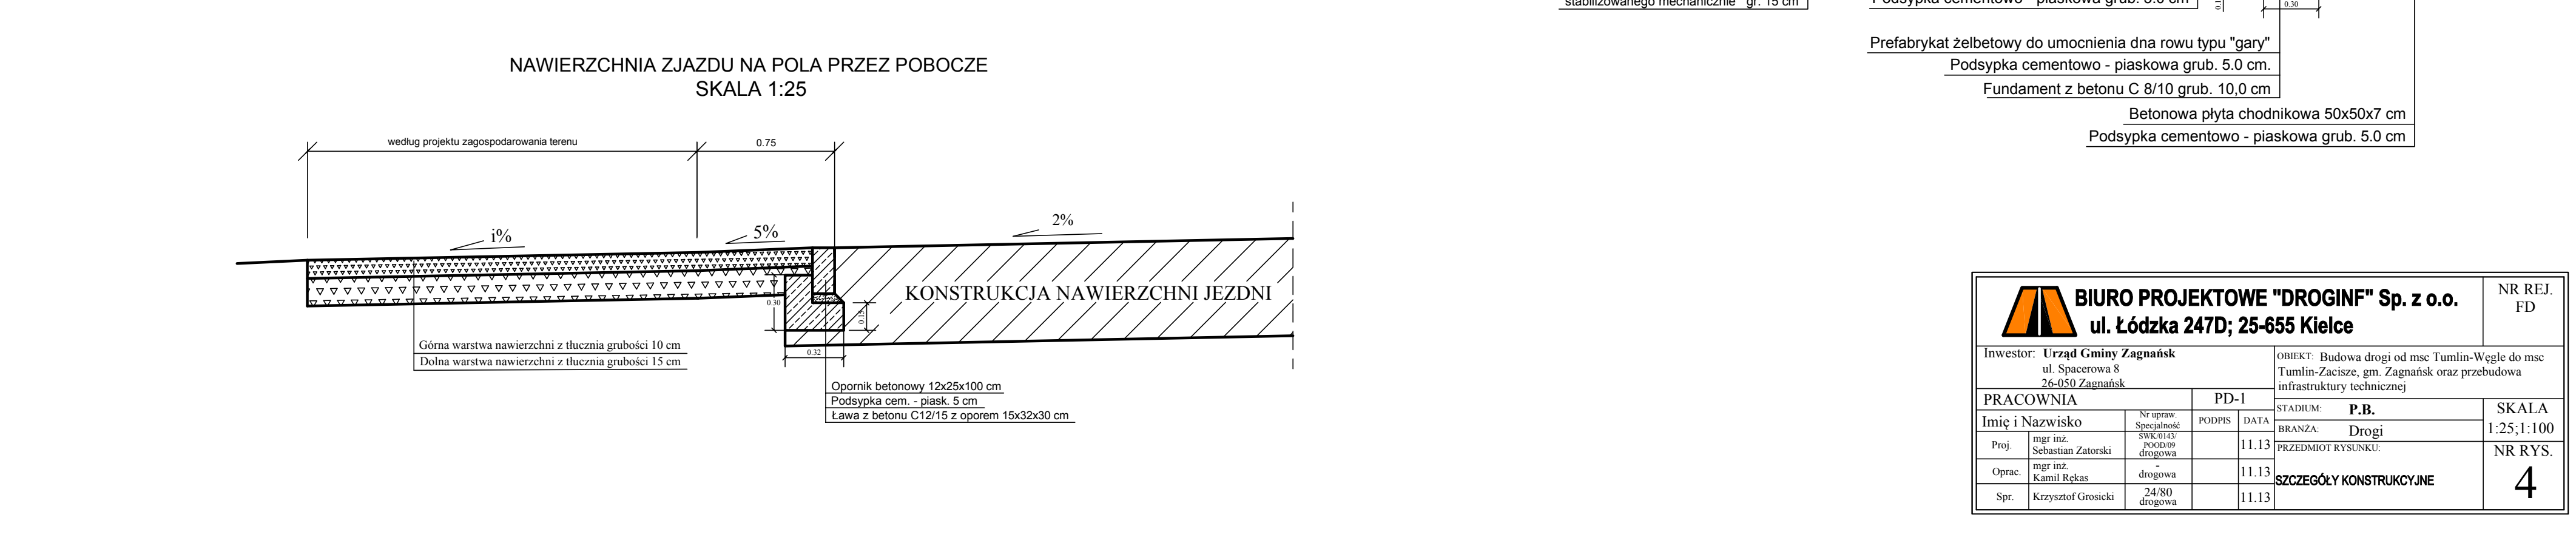 stabilizowanego mechanicznie gr. 15 cm
Podsypka cementowo - piaskowa grub. 5.0 cm
0.30
Prefabrykat żelbetowy do umocnienia dna rowu typu "gary"
Podsypka cementowo - piaskowa grub. 5.0 cm.
Fundament z betonu C 8/10 grub. 10,0 cm
Betonowa płyta chodnikowa 50x50x7 cm
Podsypka cementowo - piaskowa grub. 5.0 cm
NAWIERZCHNIA ZJAZDU NA POLA PRZEZ POBOCZE
SKALA 1:25
według projektu zagospodarowania terenu
0.75
i%
5%
2%
0.30
0.15
KONSTRUKCJA NAWIERZCHNI JEZDNI
0.32
Górna warstwa nawierzchni z tłucznia grubości 10 cm
Dolna warstwa nawierzchni z tłucznia grubości 15 cm
Opornik betonowy 12x25x100 cm
Podsypka cem. - piask. 5 cm
Ława z betonu C12/15 z oporem 15x32x30 cm
BIURO PROJEKTOWE "DROGINF" Sp. z o.o.
ul. Łódzka 247D; 25-655 Kielce
NR REJ.
FD
Inwestor: Urząd Gminy Zagnańsk
ul. Spacerowa 8
26-050 Zagnańsk
OBIEKT: Budowa drogi od msc Tumlin-Węgle do msc
Tumlin-Zacisze, gm. Zagnańsk oraz przebudowa
infrastruktury technicznej
PRACOWNIA PD-1
STADIUM: P.B.
SKALA
1:25;1:100
Imię i Nazwisko
Nr upraw.
Specjalność
PODPIS DATA
BRANŻA: Drogi
Proj.
mgr inż.
Sebastian Zatorski
SWK/0143/
POOD/09
drogowa
11.13
PRZEDMIOT RYSUNKU:
NR RYS.
Oprac.
mgr inż.
Kamil Rękas
-
drogowa
11.13
SZCZEGÓŁY KONSTRUKCYJNE
4
Spr.
Krzysztof Grosicki
24/80
drogowa
11.13